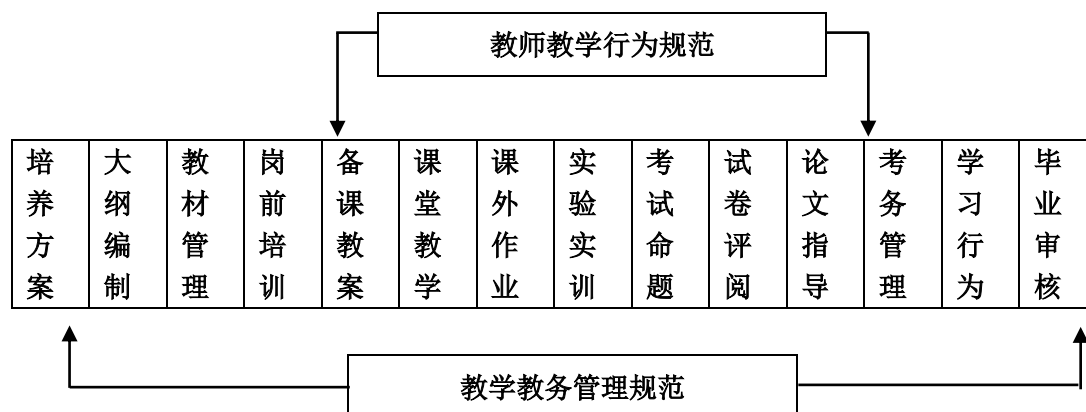 教师教学行为规范
培养方案
大纲编制
教材管理
岗前培训
备课教案
课堂教学
课外作业
实验实训
考试命题
试卷评阅
论文指导
考务管理
学习行为
毕业审核
教学教务管理规范